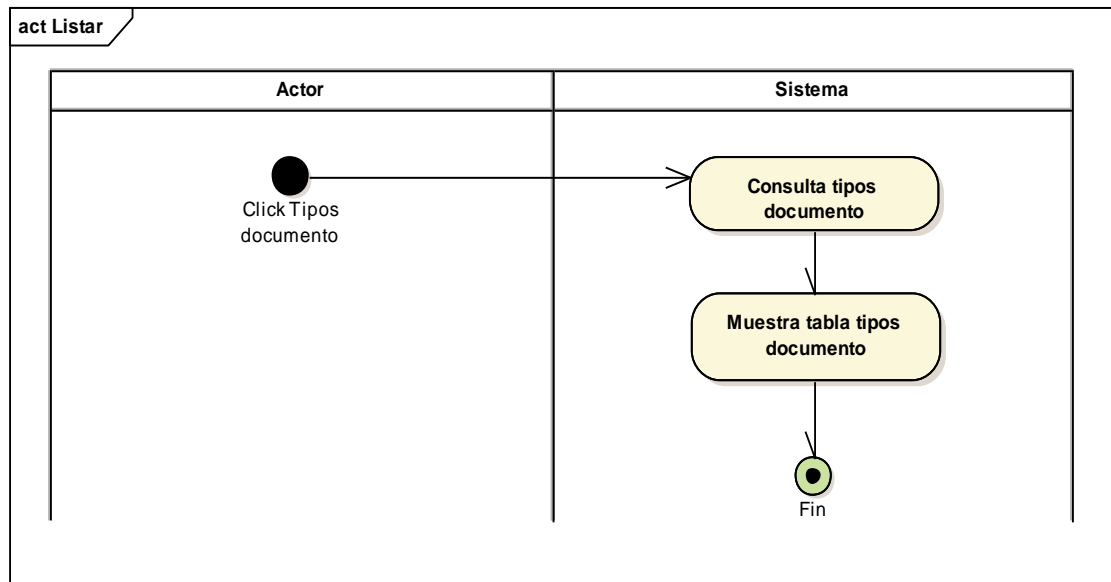 act Listar
Actor
Sistema
Click Tipos
documento
Consulta tipos
documento
Muestra tabla tipos
documento
Fin